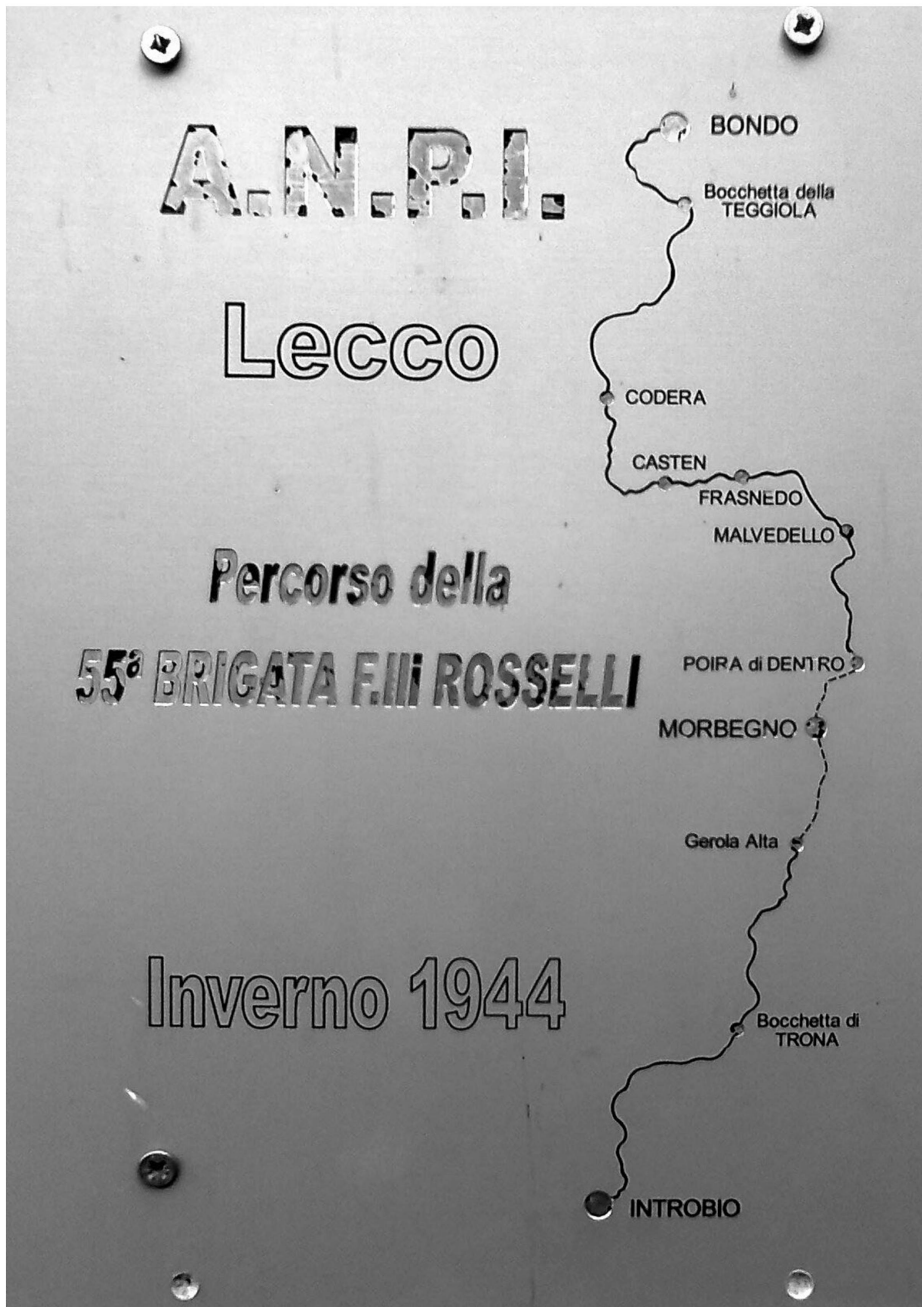 A.N.P.I.
Lecco
Percorso della
55ª BRIGATA F.lli ROSSELLI
Inverno 1944
BONDO
Bocchetta della
TEGGIOLA
CODERA
CASTEN
FRASNEDO
MALVEDELLO
POIRA di DENTRO
MORBEGNO
Gerola Alta
Bocchetta di
TRONA
INTROBIO